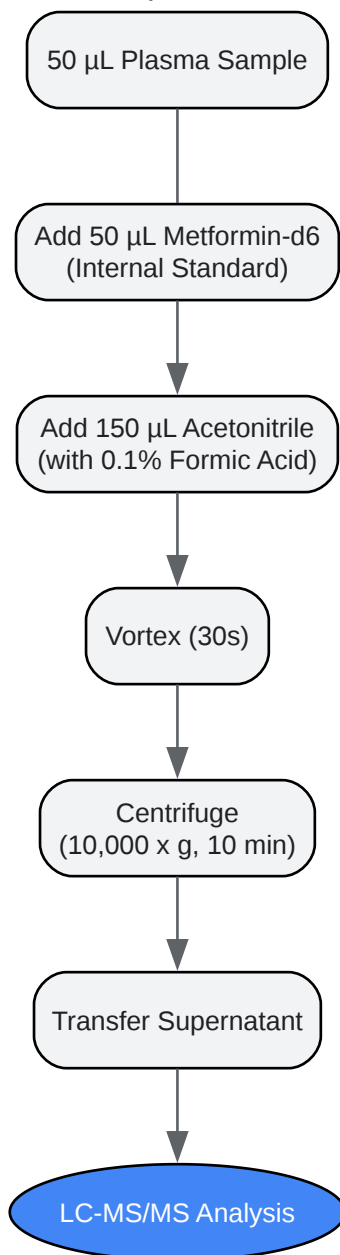 50 µL Plasma Sample
Add 50 µL Metformin-d6
(Internal Standard)
Add 150 µL Acetonitrile
(with 0.1% Formic Acid)
Vortex (30s)
Centrifuge
(10,000 x g, 10 min)
Transfer Supernatant
LC-MS/MS Analysis